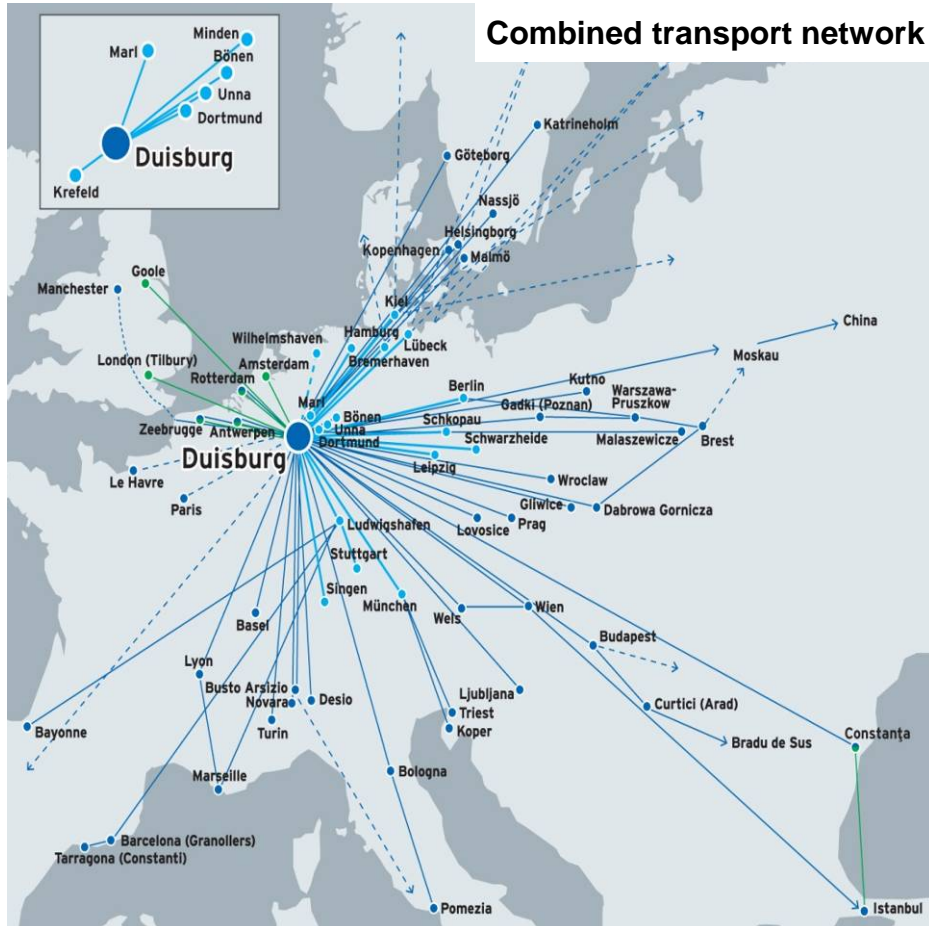 Combined transport network
Minden
Marl
Bönen
Unna
Dortmund
Duisburg
Krefeld
Katrineholm
Göteborg
Nassjö
Helsingborg
Kopenhagen
Malmö
Goole
Manchester
Kiel
China
Hamburg
Wilhelmshaven
Lübeck
Moskau
London (Tilbury)
Amsterdam
Bremerhaven
Rotterdam
Berlin
Kutno
Warszawa-
Pruszkow
Marl
Gadki (Poznan)
Bönen
Schkopau
Zeebrugge
Antwerpen
Unna
Dortmund
Schwarzheide
Malaszewicze
Brest
Duisburg
Leipzig
Le Havre
Wroclaw
Paris
Gliwice
Dabrowa Gornicza
Ludwigshafen
Lovosice
Prag
Stuttgart
Singen
München
Basel
Wels
Wien
Budapest
Lyon
Busto Arsizio
Ljubljana
Novara
Desio
Triest
Curtici (Arad)
Bayonne
Turin
Koper
Bradu de Sus
Constanţa
Marseille
Bologna
Barcelona (Granollers)
Tarragona (Constanti)
Pomezia
Istanbul